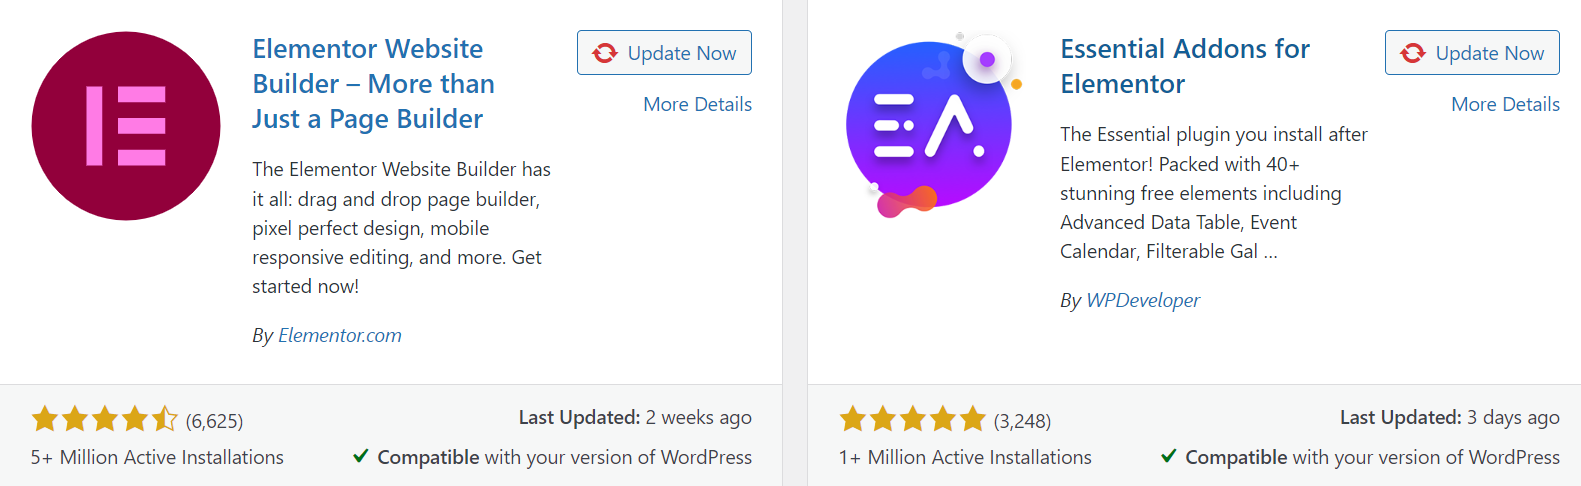 Elementor Website
Builder – More than
Just a Page Builder
Update Now
More Details
The Elementor Website Builder has
it all: drag and drop page builder,
pixel perfect design, mobile
responsive editing, and more. Get
started now!
By Elementor.com
(6,625)
Last Updated: 2 weeks ago
5+ Million Active Installations
Compatible with your version of WordPress
EA
Essential Addons for
Elementor
Update Now
More Details
The Essential plugin you install after
Elementor! Packed with 40+
stunning free elements including
Advanced Data Table, Event
Calendar, Filterable Gal ...
By WPDeveloper
(3,248)
Last Updated: 3 days ago
1+ Million Active Installations
Compatible with your version of WordPress